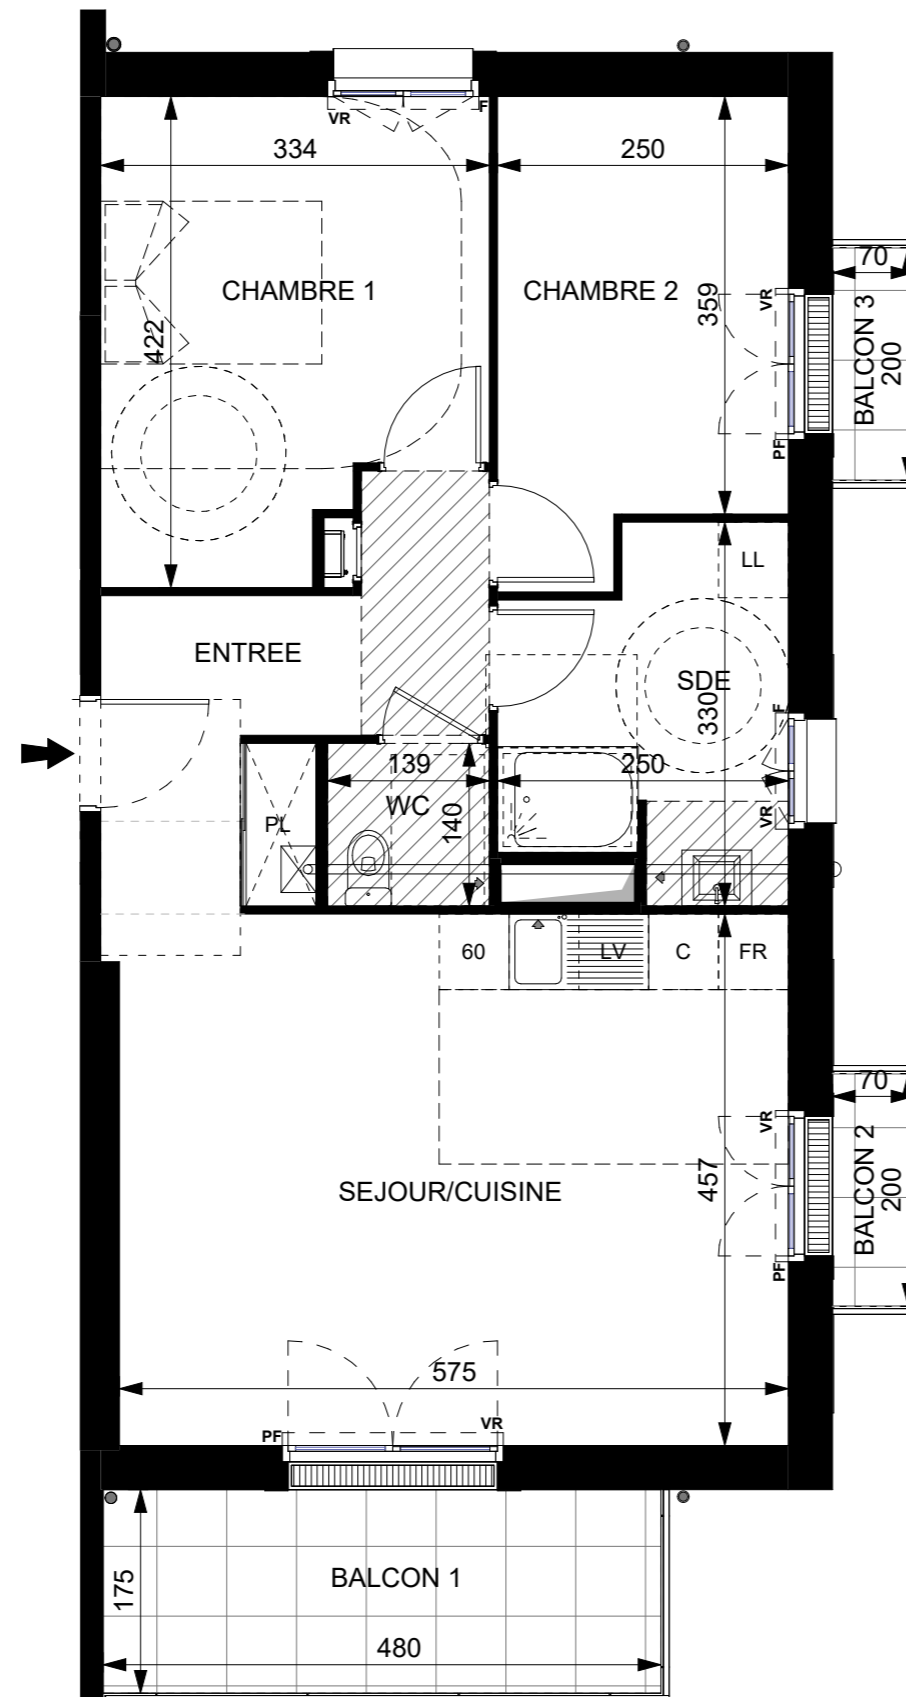 VR
F
334
250
70
CHAMBRE 1
CHAMBRE 2
422
359
VR
PF
BALCON 3
200
LL
ENTREE
SDE
330
F
VR
139
250
PL
WC
140
60
LV
C
FR
70
VR
PF
BALCON 2
200
457
SEJOUR/CUISINE
575
PF
VR
BALCON 1
175
480